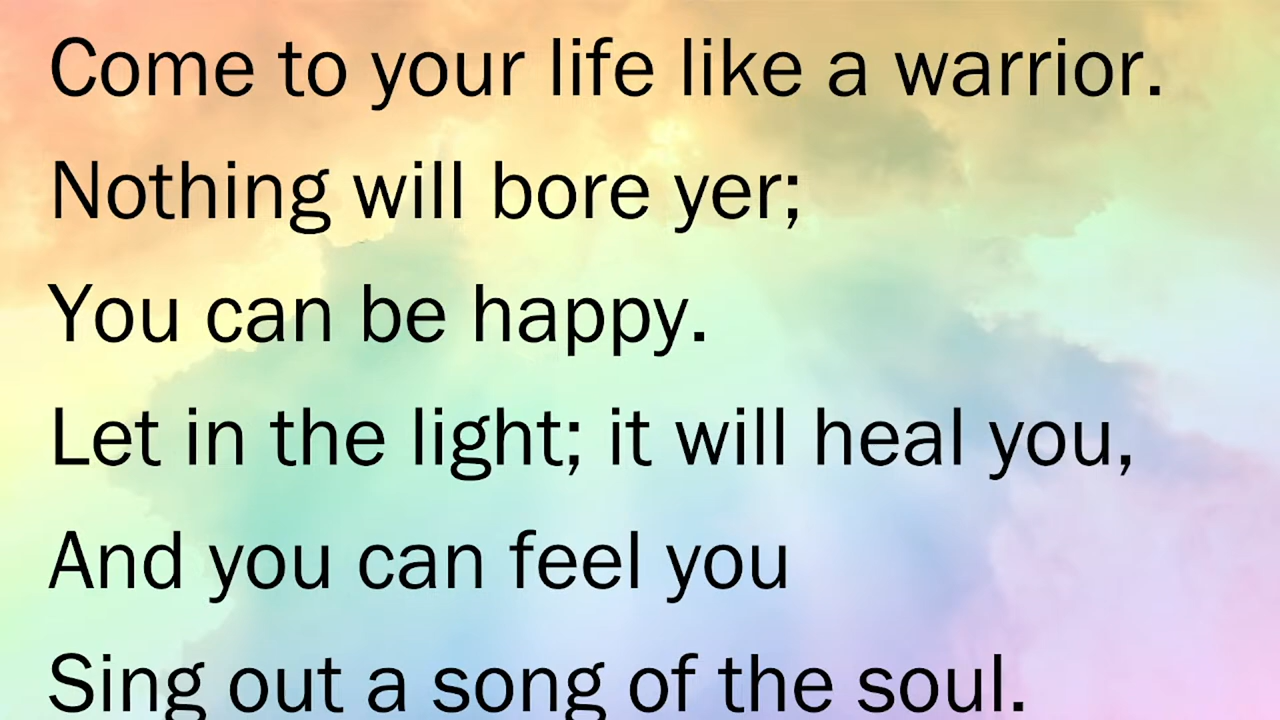 Come to your life like a warrior.
Nothing will bore yer;
You can be happy.
Let in the light; it will heal you,
And you can feel you
Sing out a song of the soul.